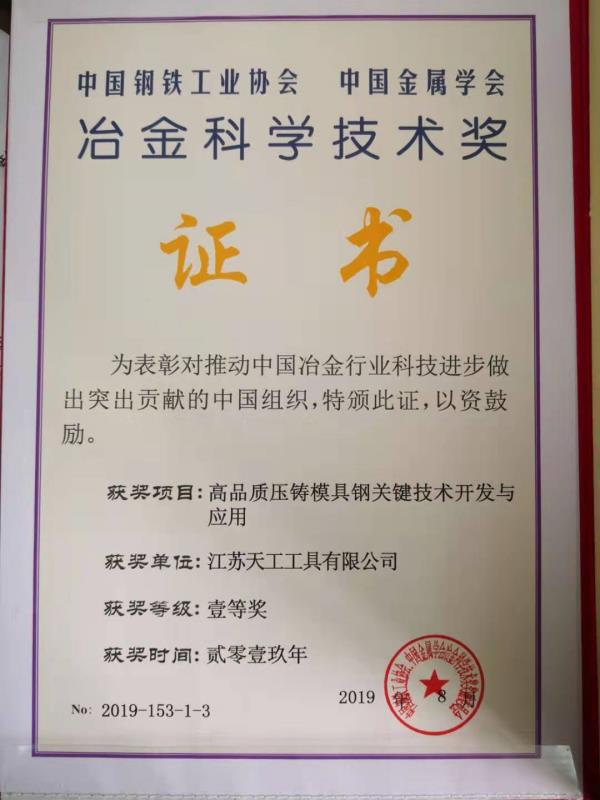 中国钢铁工业协会 中国金属学会
冶金科学技术奖
证书
为表彰对推动中国冶金行业科技进步做
出突出贡献的中国组织,特颁此证,以资鼓
励。
获奖项目:高品质压铸模具钢关键技术开发与
应用
获奖单位:江苏天工工具有限公司
获奖等级:壹等奖
获奖时间:贰零壹玖年
2019 年 8 月
No: 2019-153-1-3